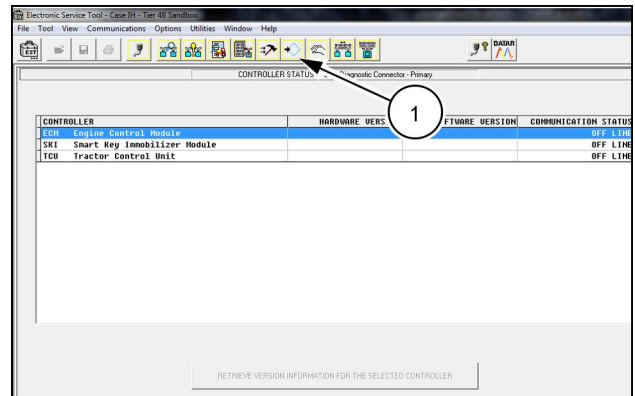 Electronic Service Tool - Case IH - Tier 4B Sandbox
File Tool View Communications Options Utilities Window Help
EST DATAR
CONTROLLER STATUS Diagnostic Connector - Primary
1
CONTROLLER HARDWARE VERS FTWARE VERSION COMMUNICATION STATUS
ECM Engine Control Module OFF LINE
SKI Smart Key Immobilizer Module OFF LINE
TCU Tractor Control Unit OFF LINE
RETRIEVE VERSION INFORMATION FOR THE SELECTED CONTROLLER